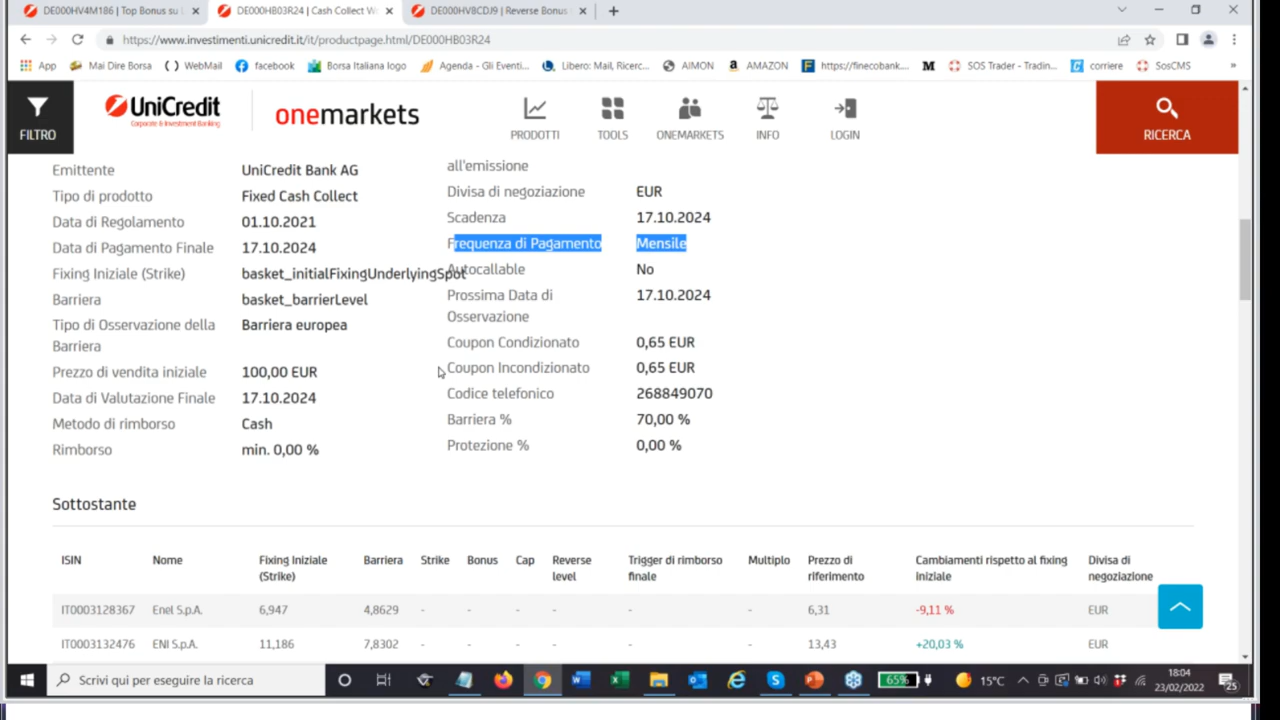 DE000HV4M186 | Top Bonus su
DE000HB03R24 | Cash Collect W
DE000HV8CDJ9 | Reverse Bonus
https://www.investimenti.unicredit.it/it/productpage.html/DE000HB03R24
App Mai Dire Borsa WebMail facebook Borsa Italiana logo Agenda - Gli Eventi... Libero: Mail, Ricerc... AIMON AMAZON https://finecobank.... M SOS Trader - Tradin... corriere SosCMS »
FILTRO
UniCredit
Corporate & Investment Banking
onemarkets
PRODOTTI TOOLS ONEMARKETS INFO LOGIN
RICERCA
Emittente UniCredit Bank AG
Tipo di prodotto Fixed Cash Collect
Data di Regolamento 01.10.2021
Data di Pagamento Finale 17.10.2024
Fixing Iniziale (Strike) basket_initialFixingUnderlyingSpot
Barriera basket_barrierLevel
Tipo di Osservazione della Barriera europea
Barriera
Prezzo di vendita iniziale 100,00 EUR
Data di Valutazione Finale 17.10.2024
Metodo di rimborso Cash
Rimborso min. 0,00 %
all'emissione
Divisa di negoziazione EUR
Scadenza 17.10.2024
Frequenza di Pagamento Mensile
Autocallable No
Prossima Data di 17.10.2024
Osservazione
Coupon Condizionato 0,65 EUR
Coupon Incondizionato 0,65 EUR
Codice telefonico 268849070
Barriera % 70,00 %
Protezione % 0,00 %
Sottostante
ISIN Nome Fixing Iniziale Barriera Strike Bonus Cap Reverse Trigger di rimborso Multiplo Prezzo di Cambiamenti rispetto al fixing Divisa di
(Strike) level finale riferimento iniziale negoziazione
IT0003128367 Enel S.p.A. 6,947 4,8629 - - - - - - 6,31 -9,11 % EUR
IT0003132476 ENI S.p.A. 11,186 7,8302 - - - - - - 13,43 +20,03 % EUR
Scrivi qui per eseguire la ricerca
65%
15°C
18:04
23/02/2022
25